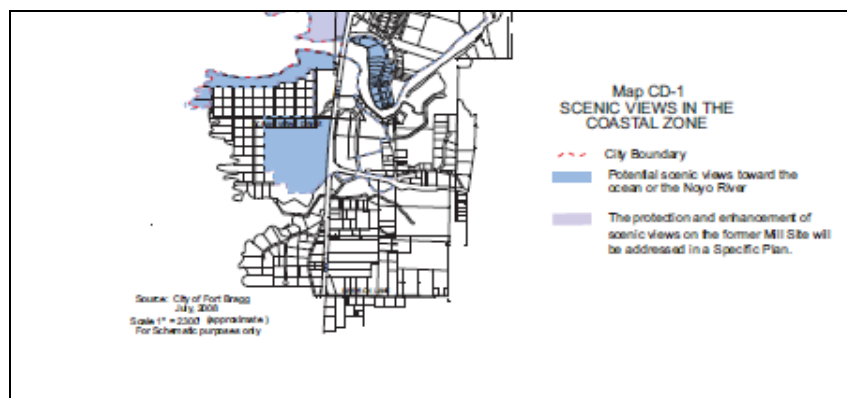 Map CD-1
SCENIC VIEWS IN THE
COASTAL ZONE
City Boundary
Potential scenic views toward the
ocean or the Noyo River
The protection and enhancement of
scenic views on the former Mill Site will
be addressed in a Specific Plan.
Source: City of Fort Bragg
July, 2008
Scale 1" = 2300' (approximate)
For Schematic purposes only